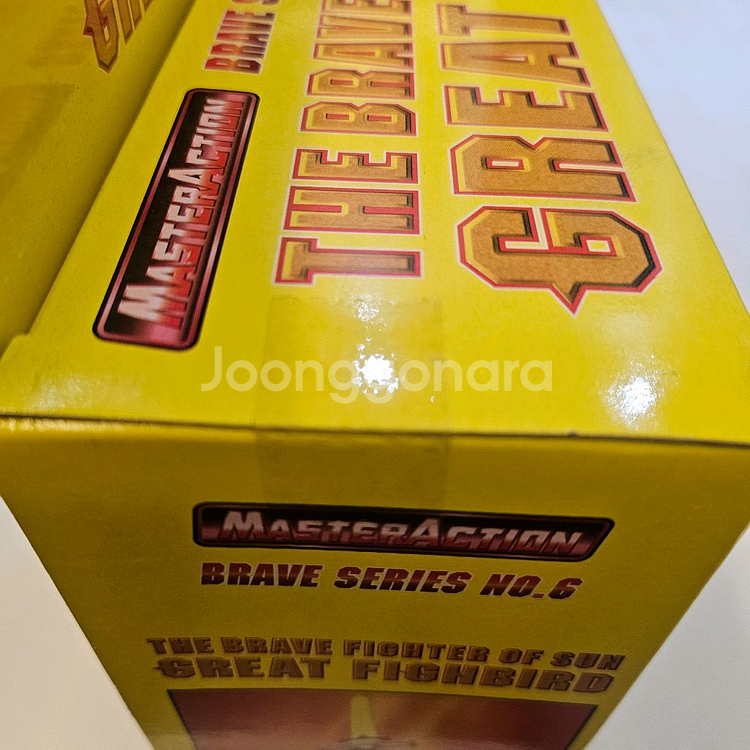 BRAVE S
THE BRAVE
GREAT
MASTERACTION
Joonggonara
MASTERACTION
BRAVE SERIES NO.6
THE BRAVE FIGHTER OF SUN
GREAT FIGHBIRD